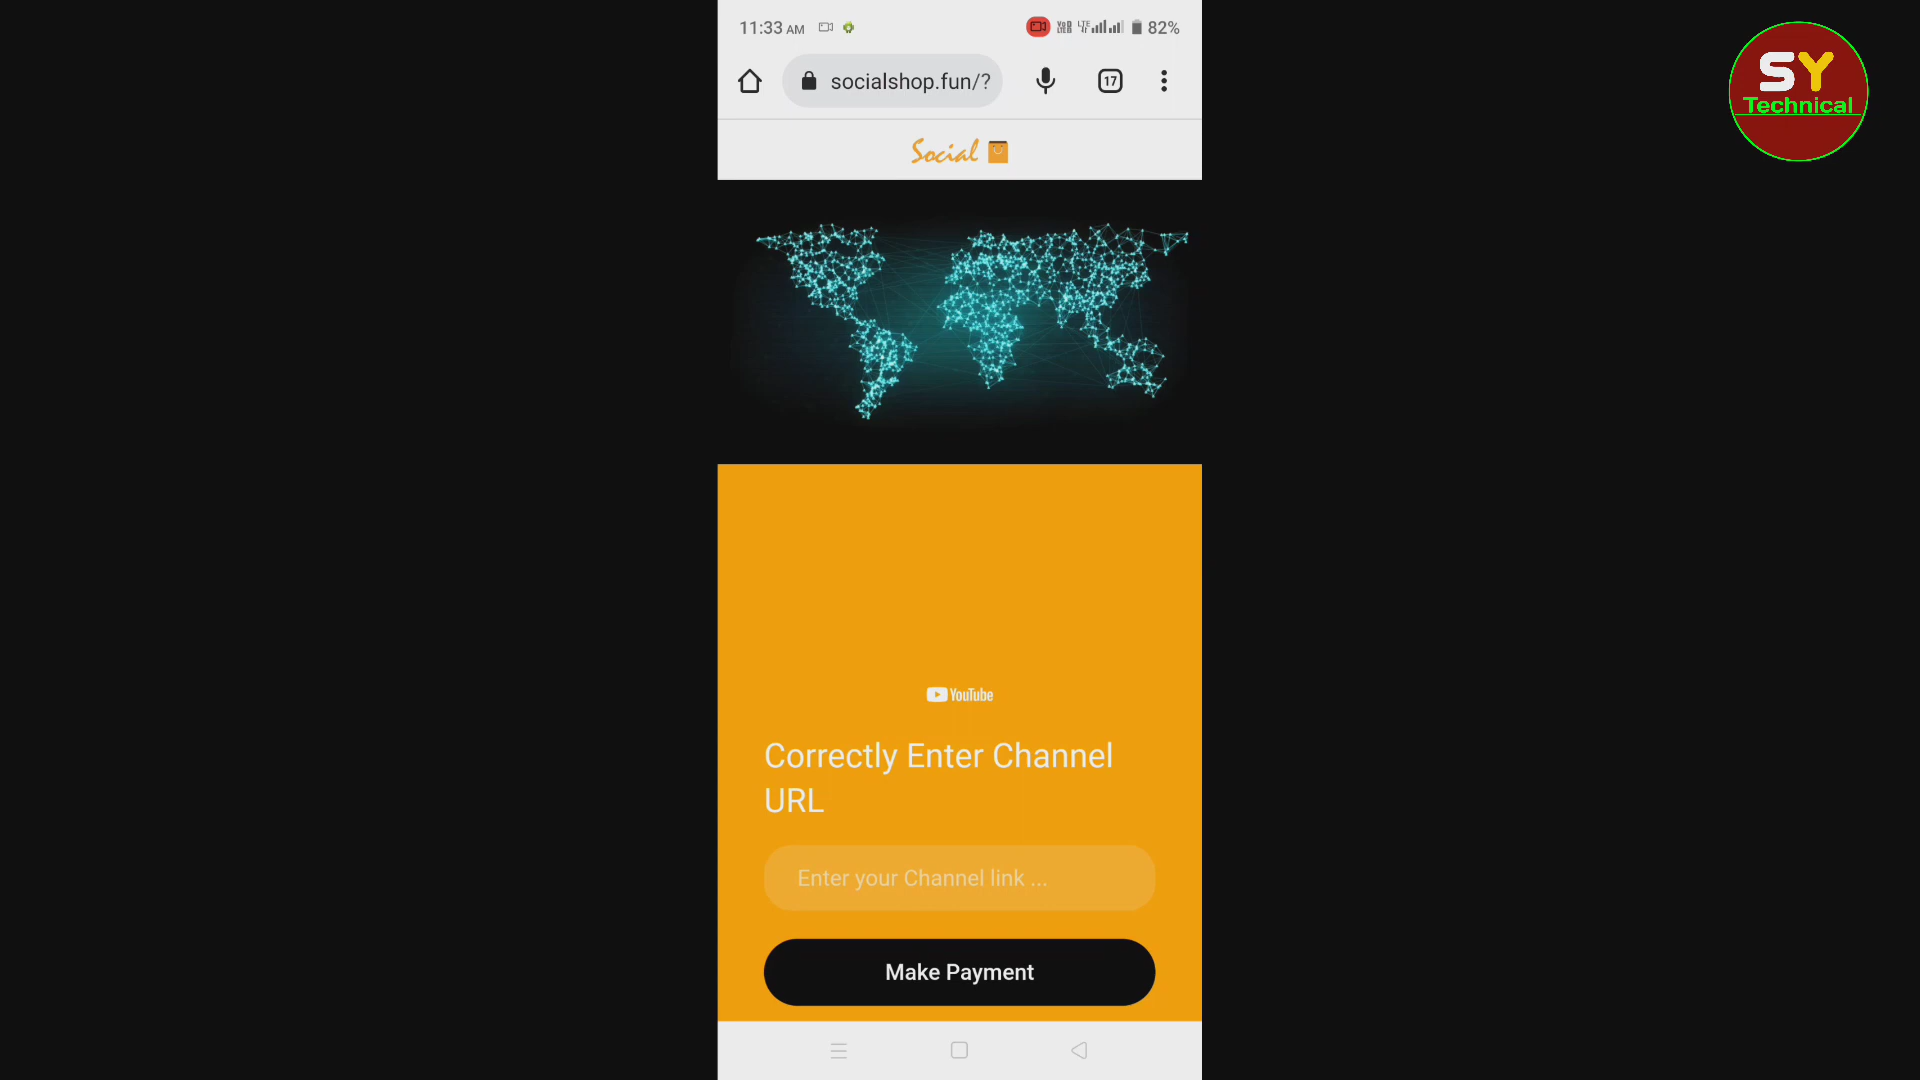 11:33 AM
82%
socialshop.fun/?
17
Social
YouTube
Correctly Enter Channel
URL
Enter your Channel link ...
Make Payment
SY
Technical